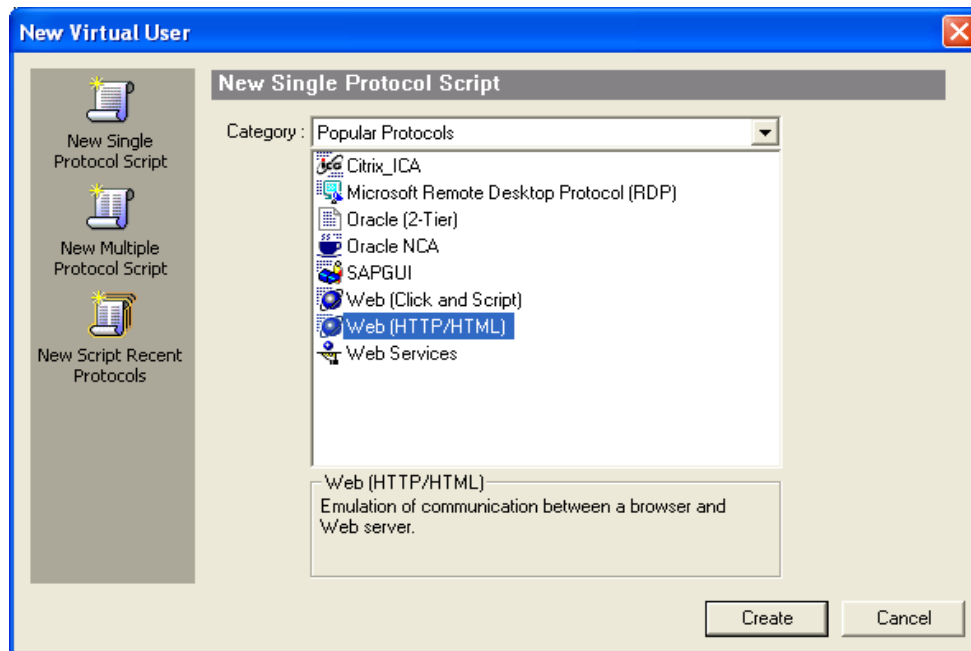 New Virtual User
New Single Protocol Script
New Single
Protocol Script
New Multiple
Protocol Script
New Script Recent
Protocols
Category :
Popular Protocols
Citrix_ICA
Microsoft Remote Desktop Protocol (RDP)
Oracle (2-Tier)
Oracle NCA
SAPGUI
Web (Click and Script)
Web (HTTP/HTML)
Web Services
Web (HTTP/HTML)
Emulation of communication between a browser and
Web server.
Create
Cancel